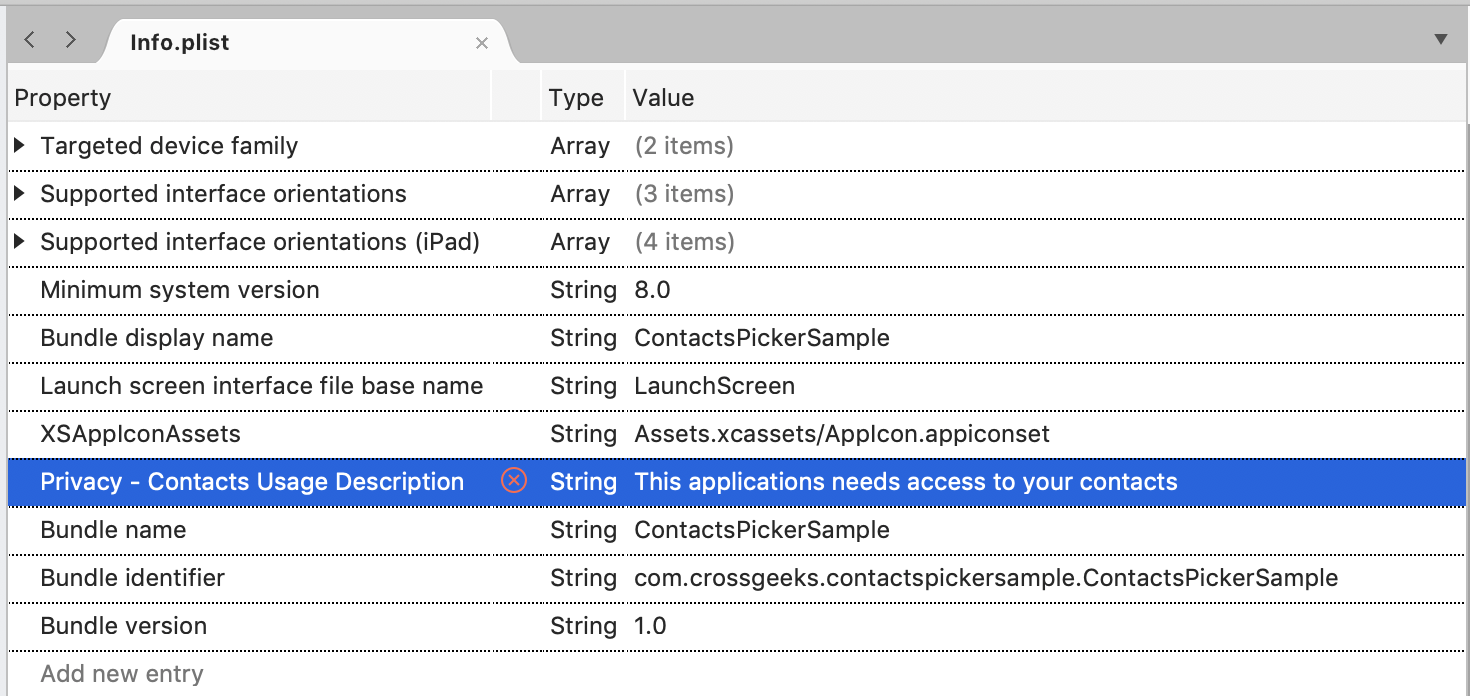 Info.plist
Property Type Value
Targeted device family Array (2 items)
Supported interface orientations Array (3 items)
Supported interface orientations (iPad) Array (4 items)
Minimum system version String 8.0
Bundle display name String ContactsPickerSample
Launch screen interface file base name String LaunchScreen
XSAppIconAssets String Assets.xcassets/AppIcon.appiconset
Privacy - Contacts Usage Description String This applications needs access to your contacts
Bundle name String ContactsPickerSample
Bundle identifier String com.crossgeeks.contactspickersample.ContactsPickerSample
Bundle version String 1.0
Add new entry